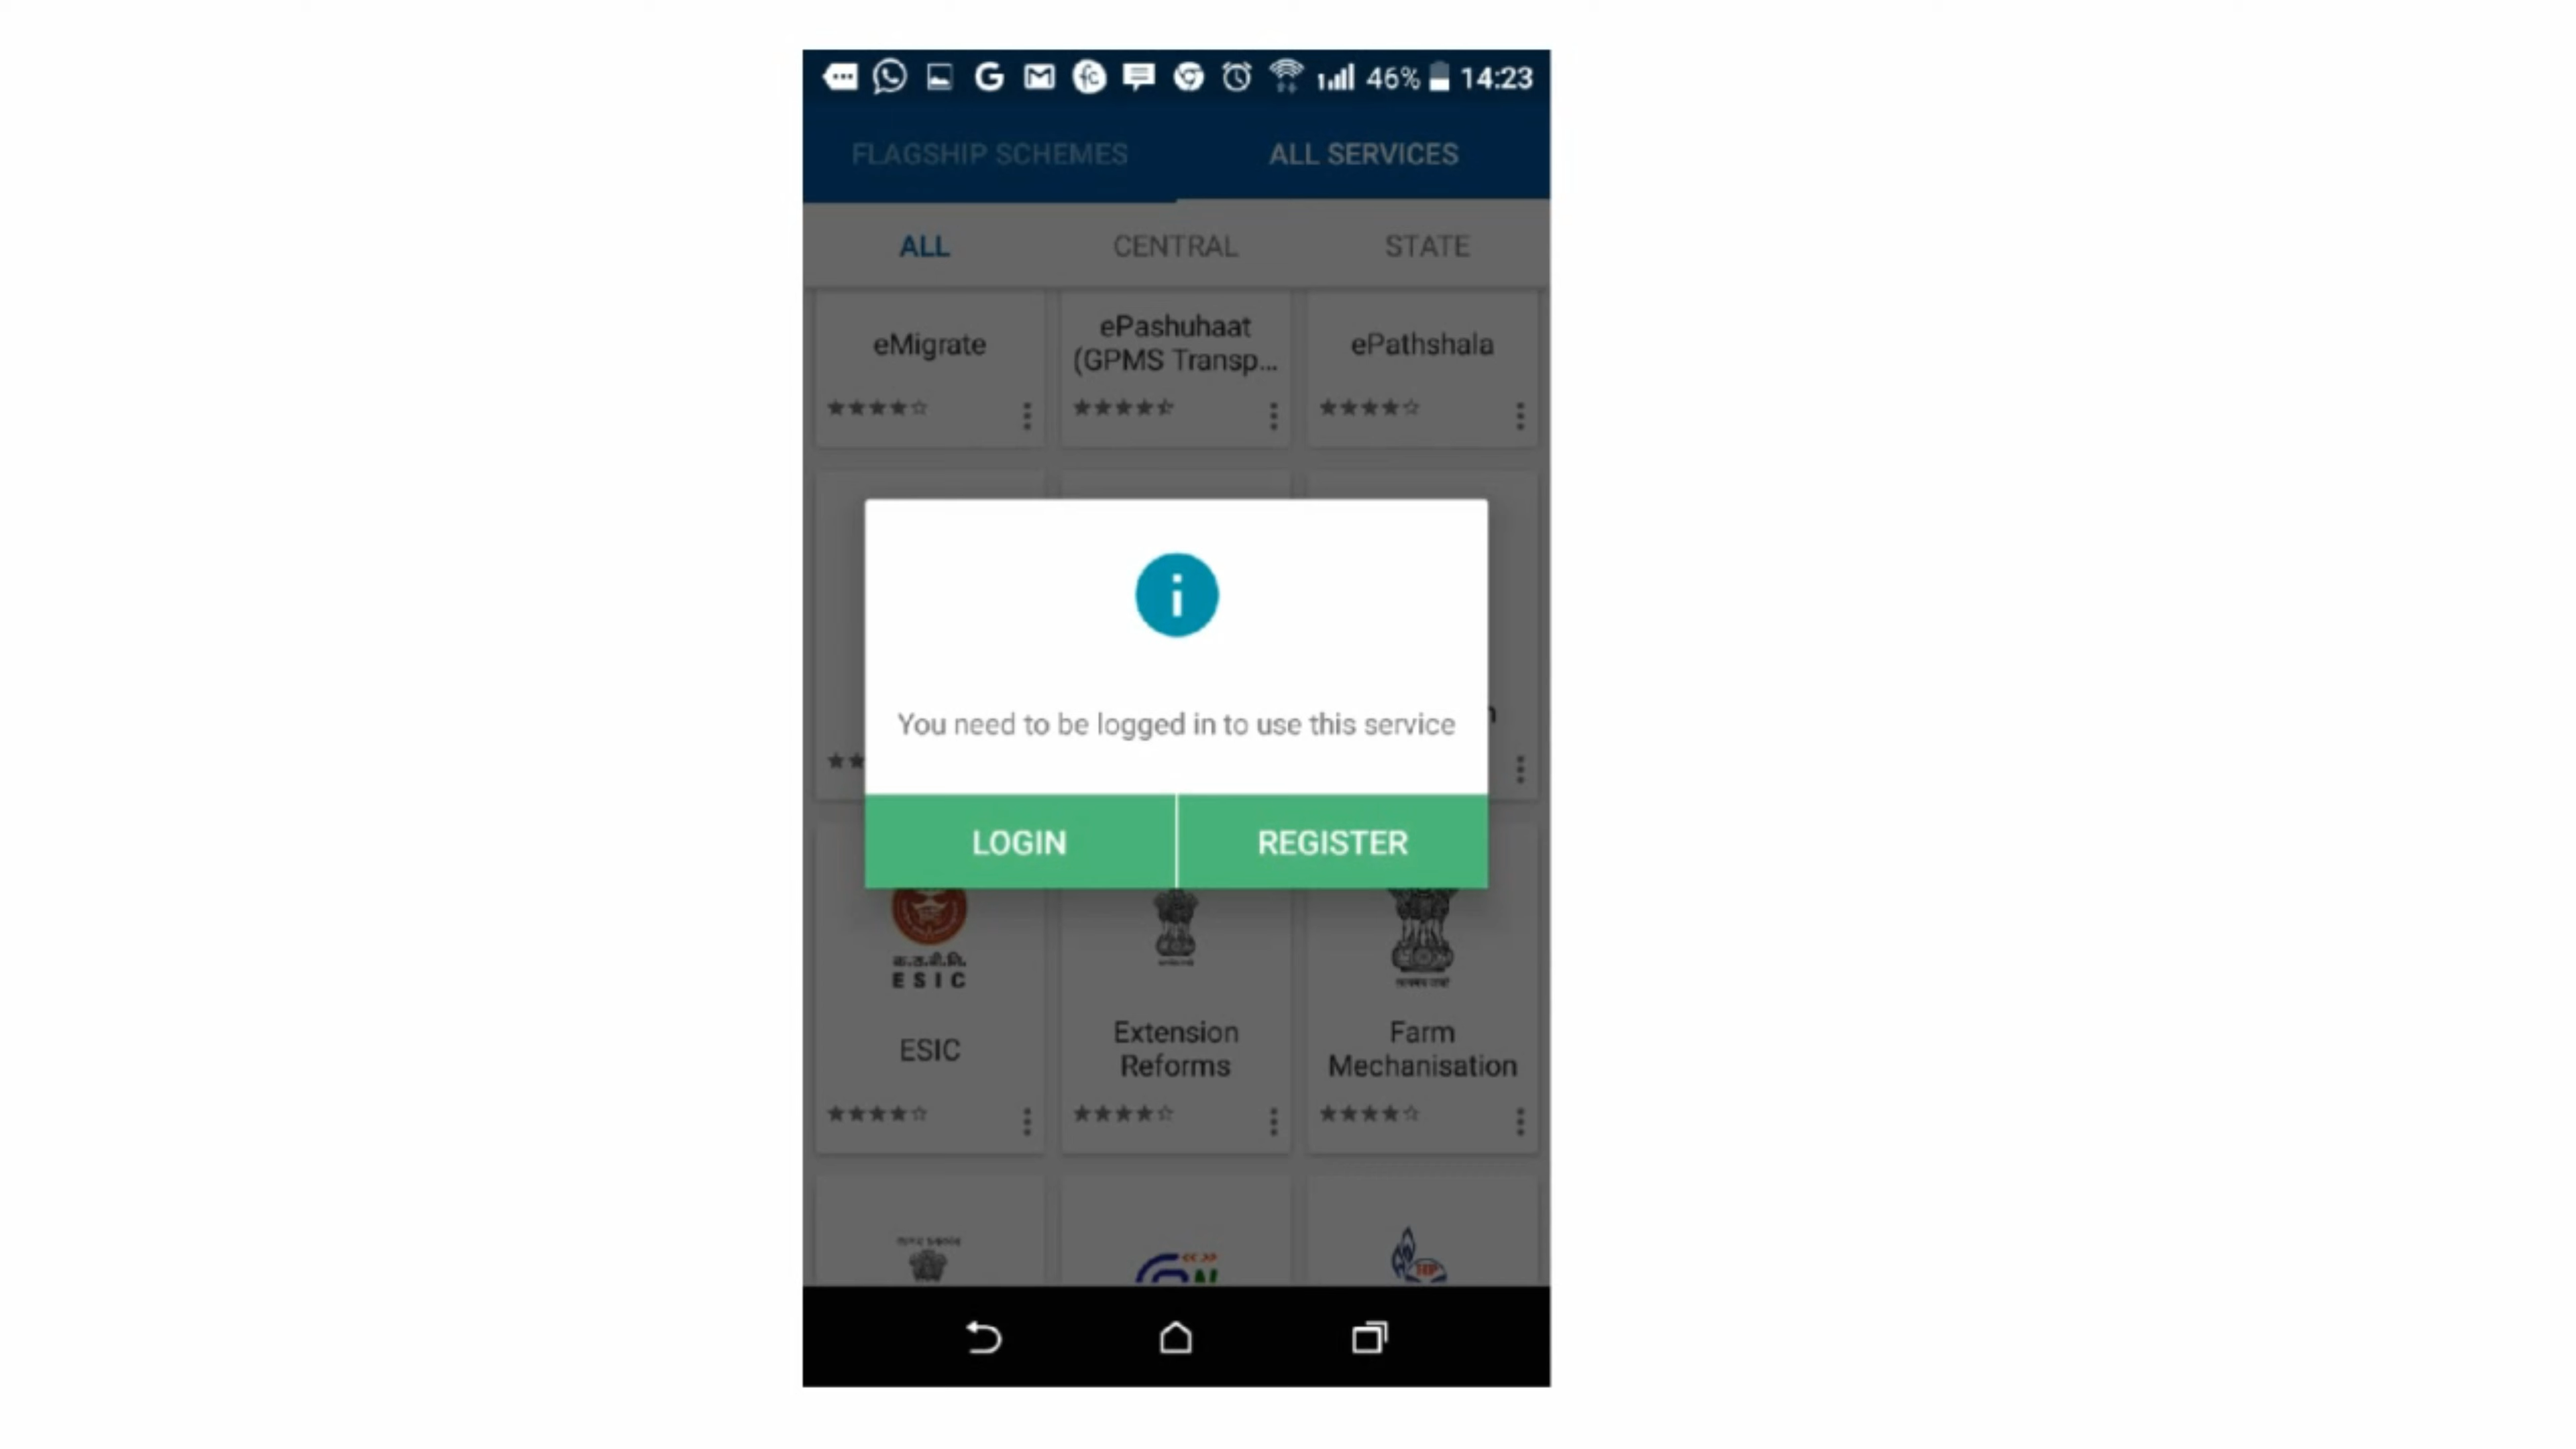 46% 14:23
FLAGSHIP SCHEMES ALL SERVICES
ALL CENTRAL STATE
eMigrate
ePashuhaat
(GPMS Transp...
ePathshala
You need to be logged in to use this service
LOGIN REGISTER
क.रा.बी.नि.
ESIC
ESIC
Extension
Reforms
Farm
Mechanisation
HP